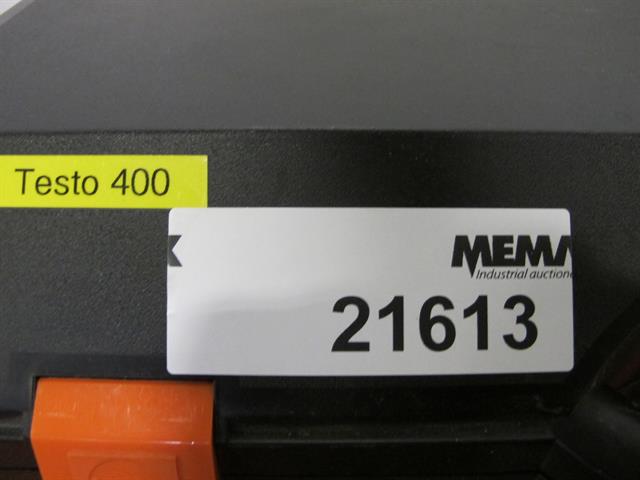 Testo 400
MEMA
Industrial auction
21613